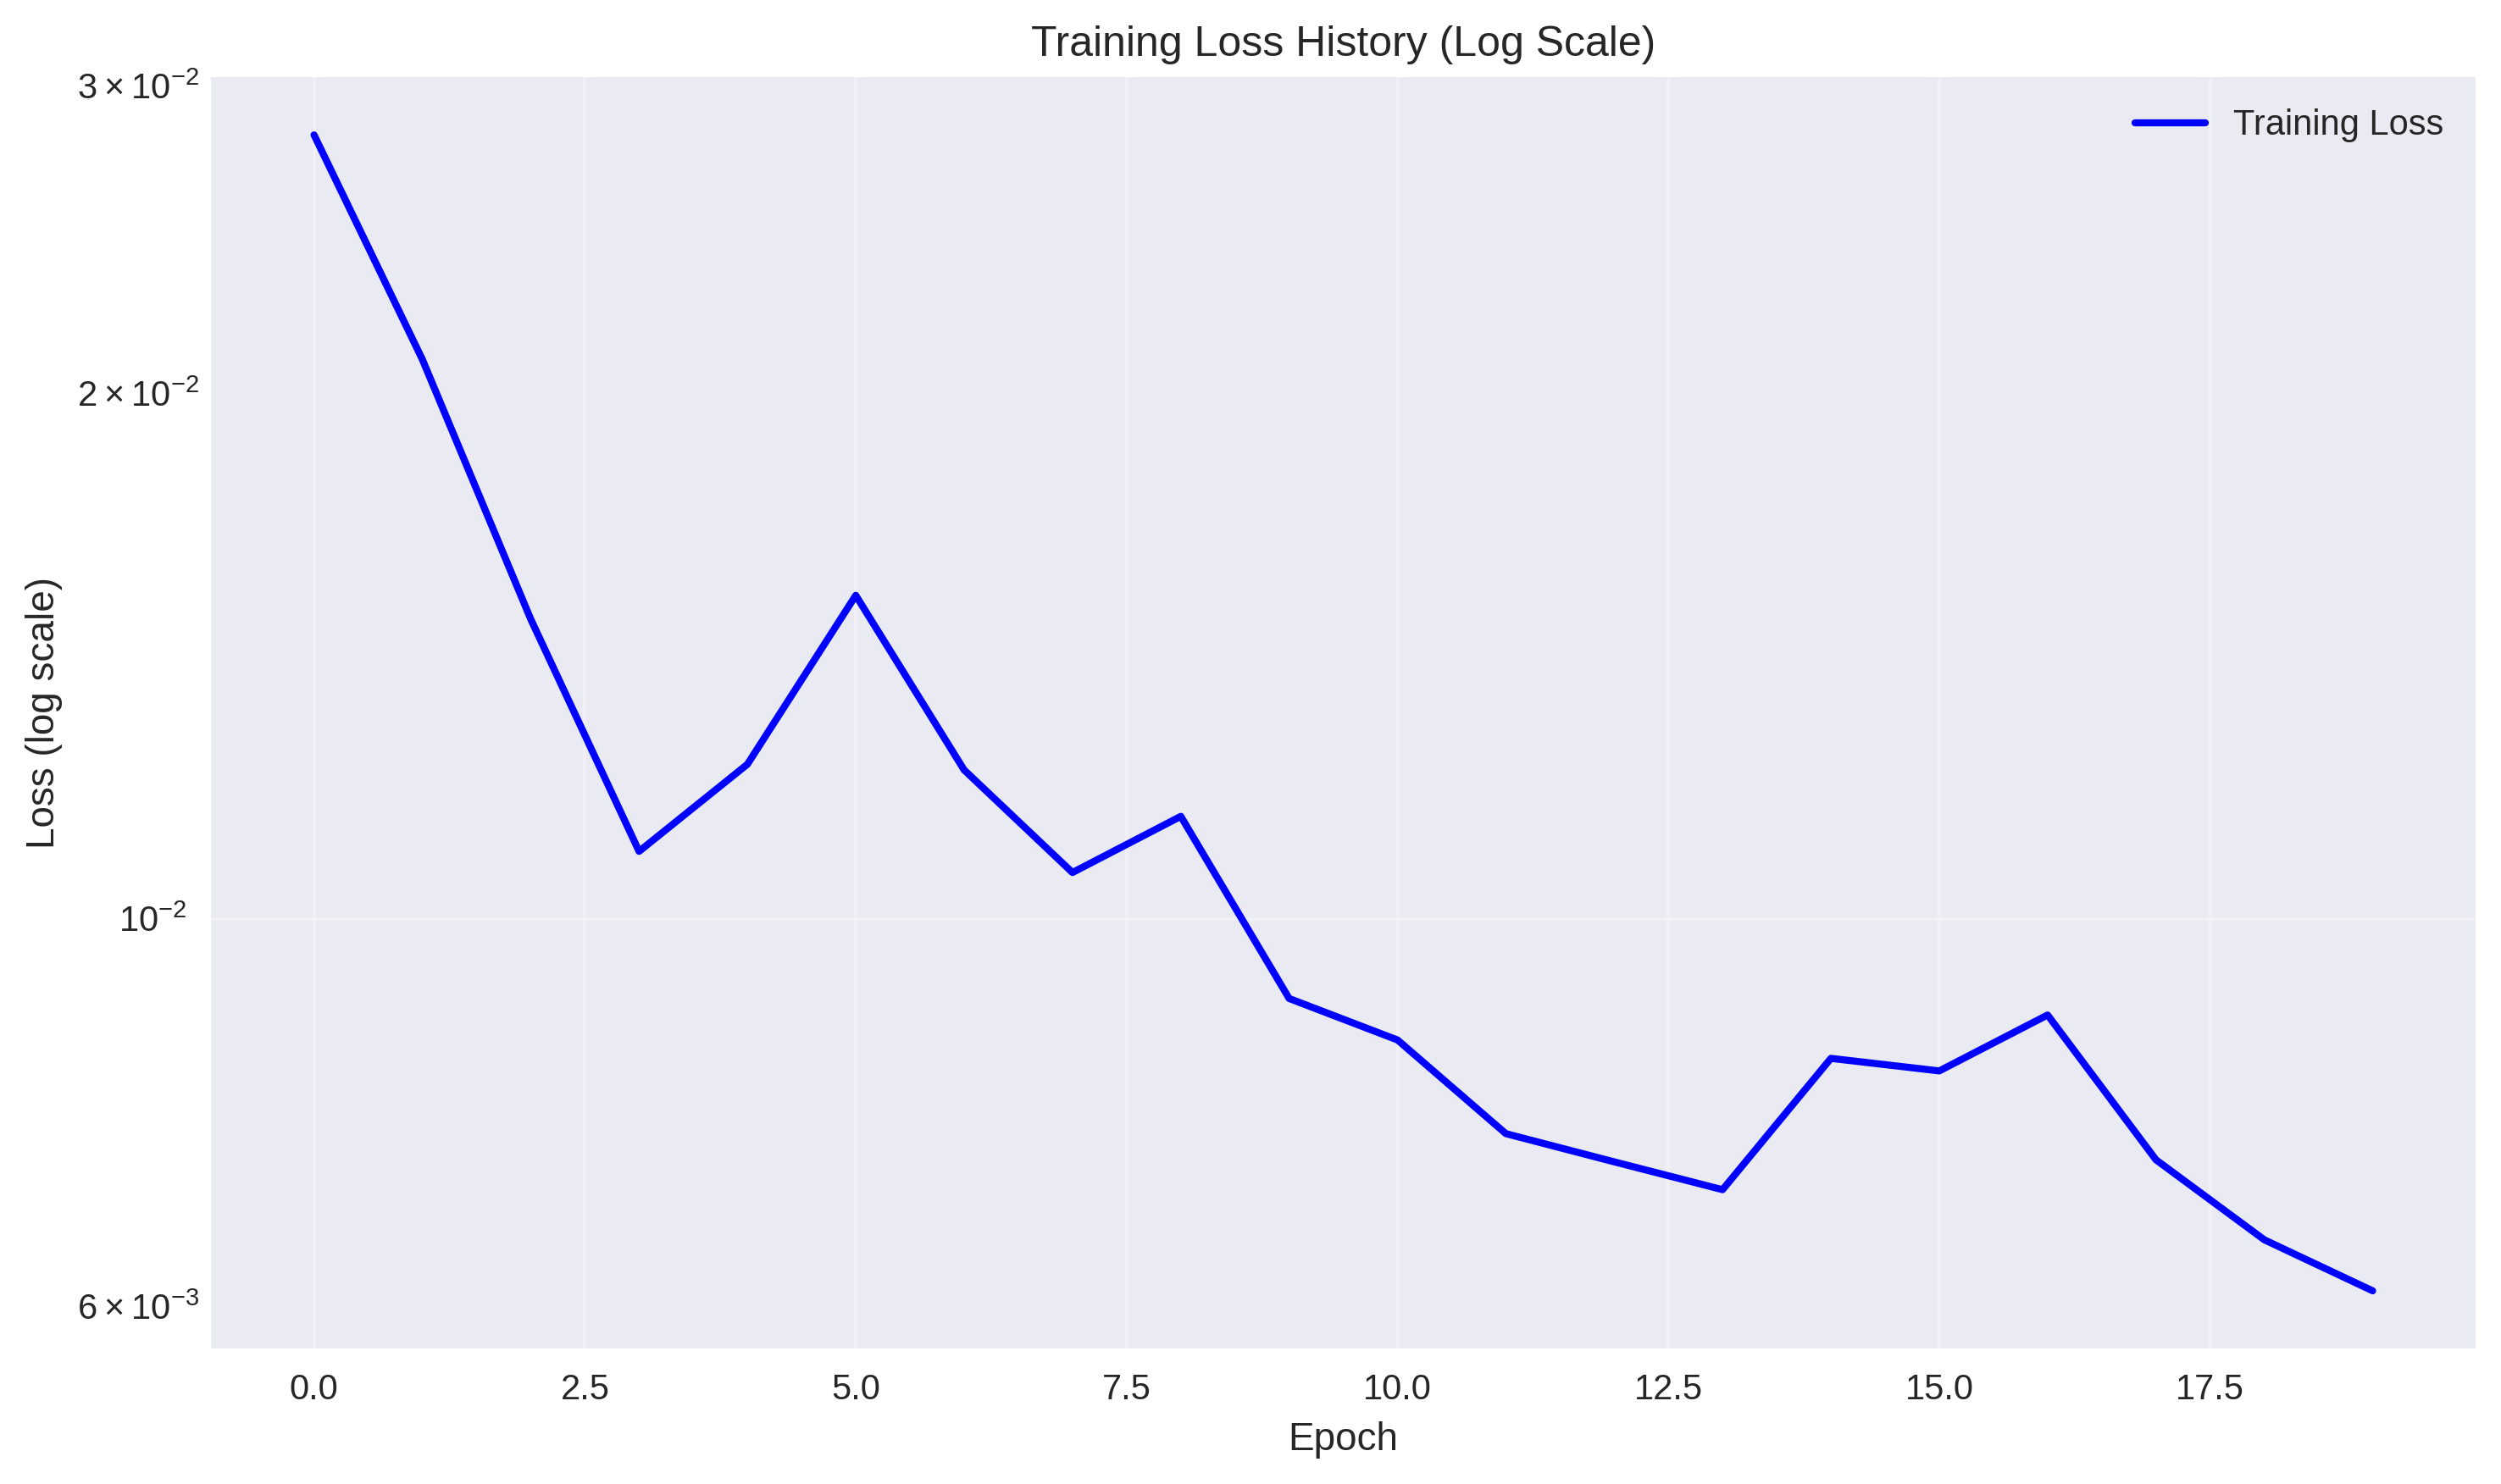 Training Loss History (Log Scale)
3 × 10⁻²
Training Loss
2 × 10⁻²
Loss (log scale)
10⁻²
6 × 10⁻³
0.0 2.5 5.0 7.5 10.0 12.5 15.0 17.5
Epoch